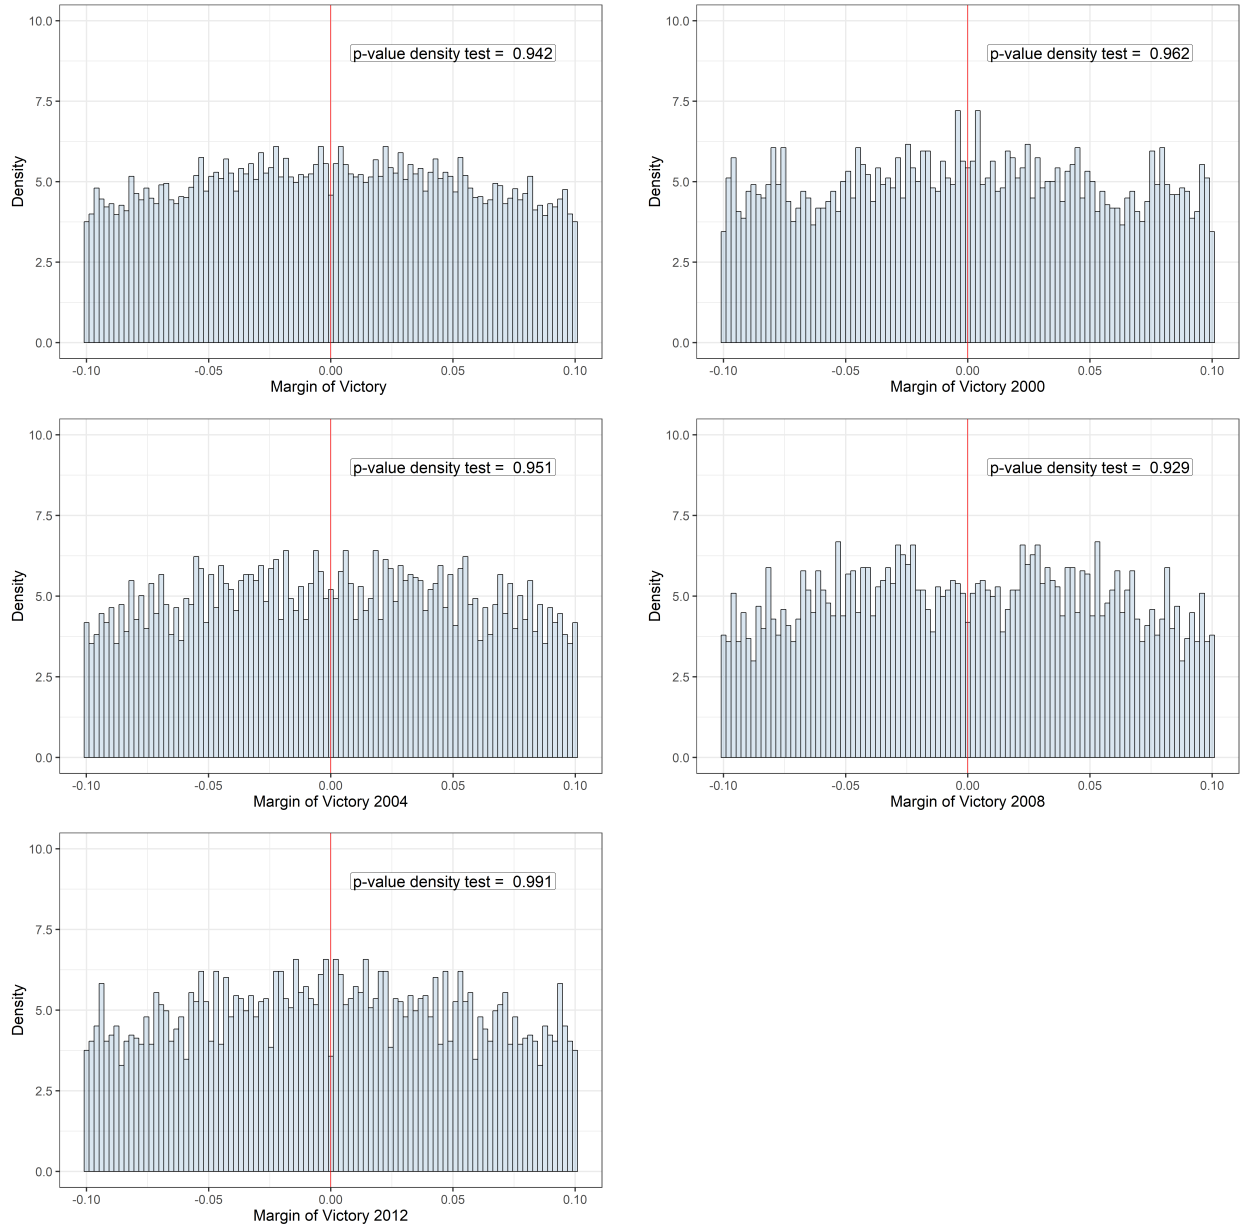 10.0
7.5
5.0
2.5
0.0
Density
p-value density test = 0.942
-0.10 -0.05 0.00 0.05 0.10
Margin of Victory
10.0
7.5
5.0
2.5
0.0
Density
p-value density test = 0.962
-0.10 -0.05 0.00 0.05 0.10
Margin of Victory 2000
10.0
7.5
5.0
2.5
0.0
Density
p-value density test = 0.951
-0.10 -0.05 0.00 0.05 0.10
Margin of Victory 2004
10.0
7.5
5.0
2.5
0.0
Density
p-value density test = 0.929
-0.10 -0.05 0.00 0.05 0.10
Margin of Victory 2008
10.0
7.5
5.0
2.5
0.0
Density
p-value density test = 0.991
-0.10 -0.05 0.00 0.05 0.10
Margin of Victory 2012